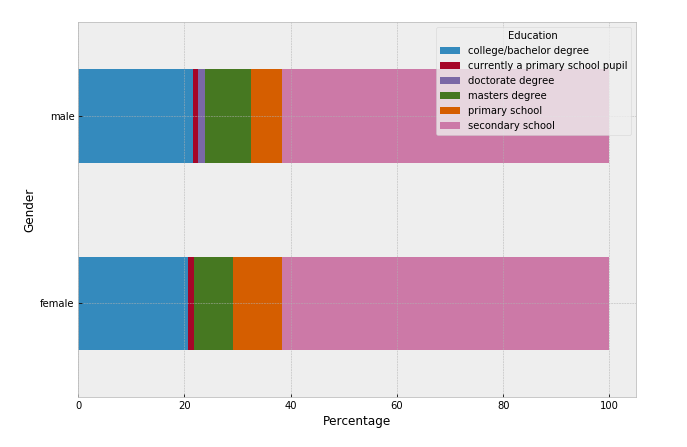 Education
college/bachelor degree
currently a primary school pupil
doctorate degree
masters degree
primary school
secondary school
male
Gender
female
0 20 40 60 80 100
Percentage